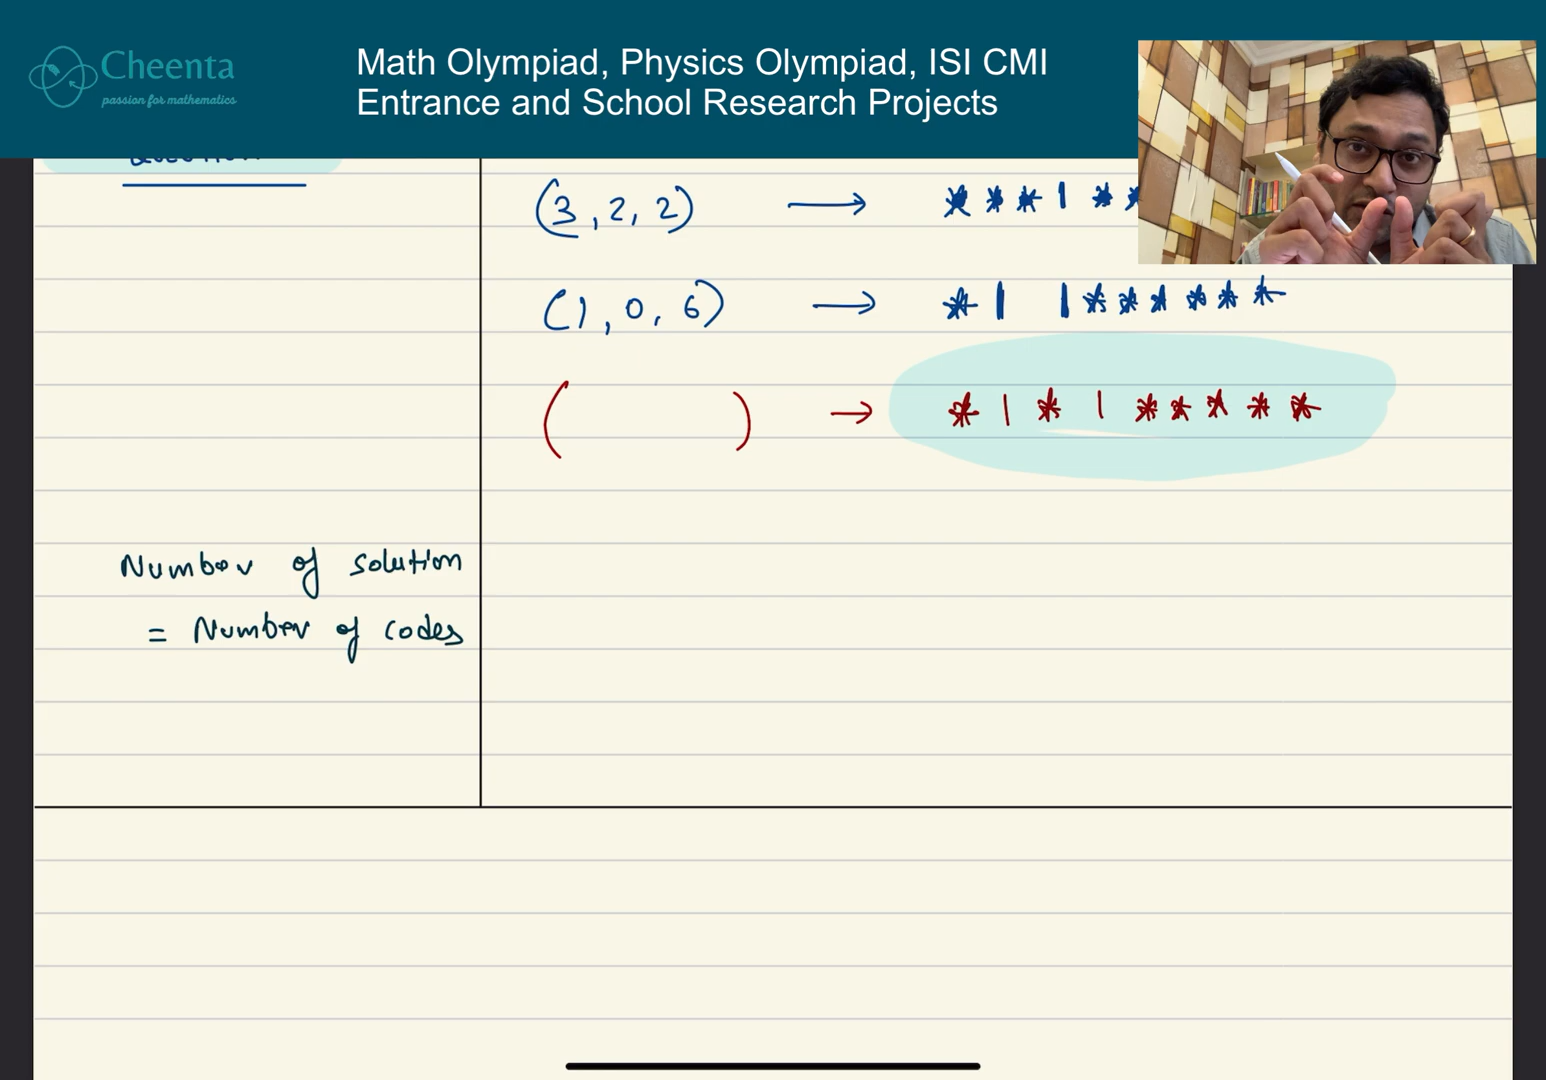 Cheenta
passion for mathematics
Math Olympiad, Physics Olympiad, ISI CMI
Entrance and School Research Projects
(3, 2, 2) → ***|**
(1, 0, 6) → *| |******
( ) → *|*|*****
Number of solution
= Number of codes